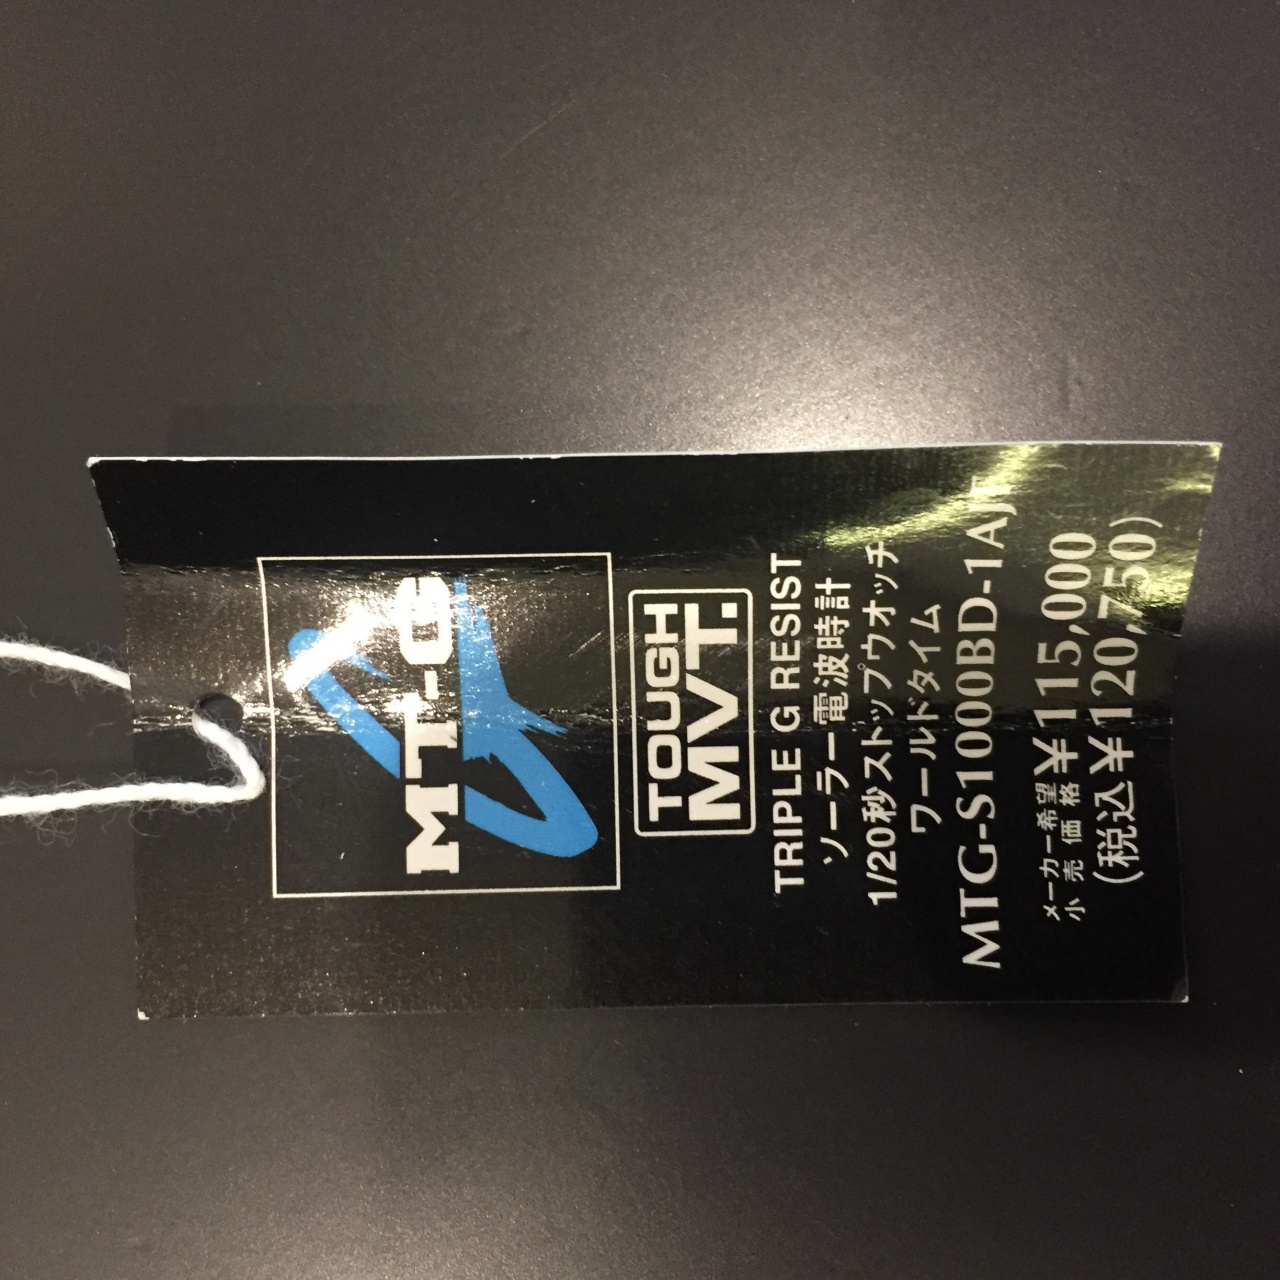 MT-G
TOUGH
MVT.
TRIPLE G RESIST
ソーラー電波時計
1/20秒ストップウオッチ
ワールドタイム
MTG-S1000BD-1AJF
メーカー希望
小売価格 ¥115,000
(税込¥120,750)